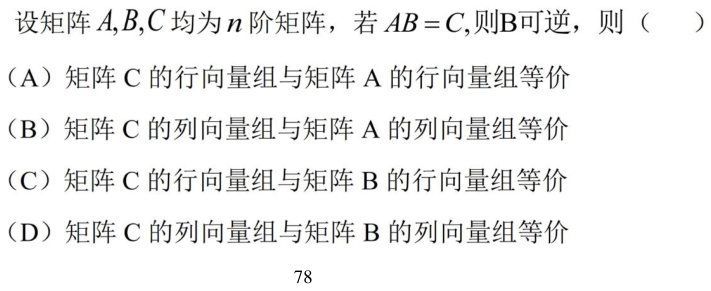 设矩阵 A,B,C 均为 n 阶矩阵，若 AB = C,则B可逆，则（　　）
（A）矩阵 C 的行向量组与矩阵 A 的行向量组等价
（B）矩阵 C 的列向量组与矩阵 A 的列向量组等价
（C）矩阵 C 的行向量组与矩阵 B 的行向量组等价
（D）矩阵 C 的列向量组与矩阵 B 的列向量组等价
78